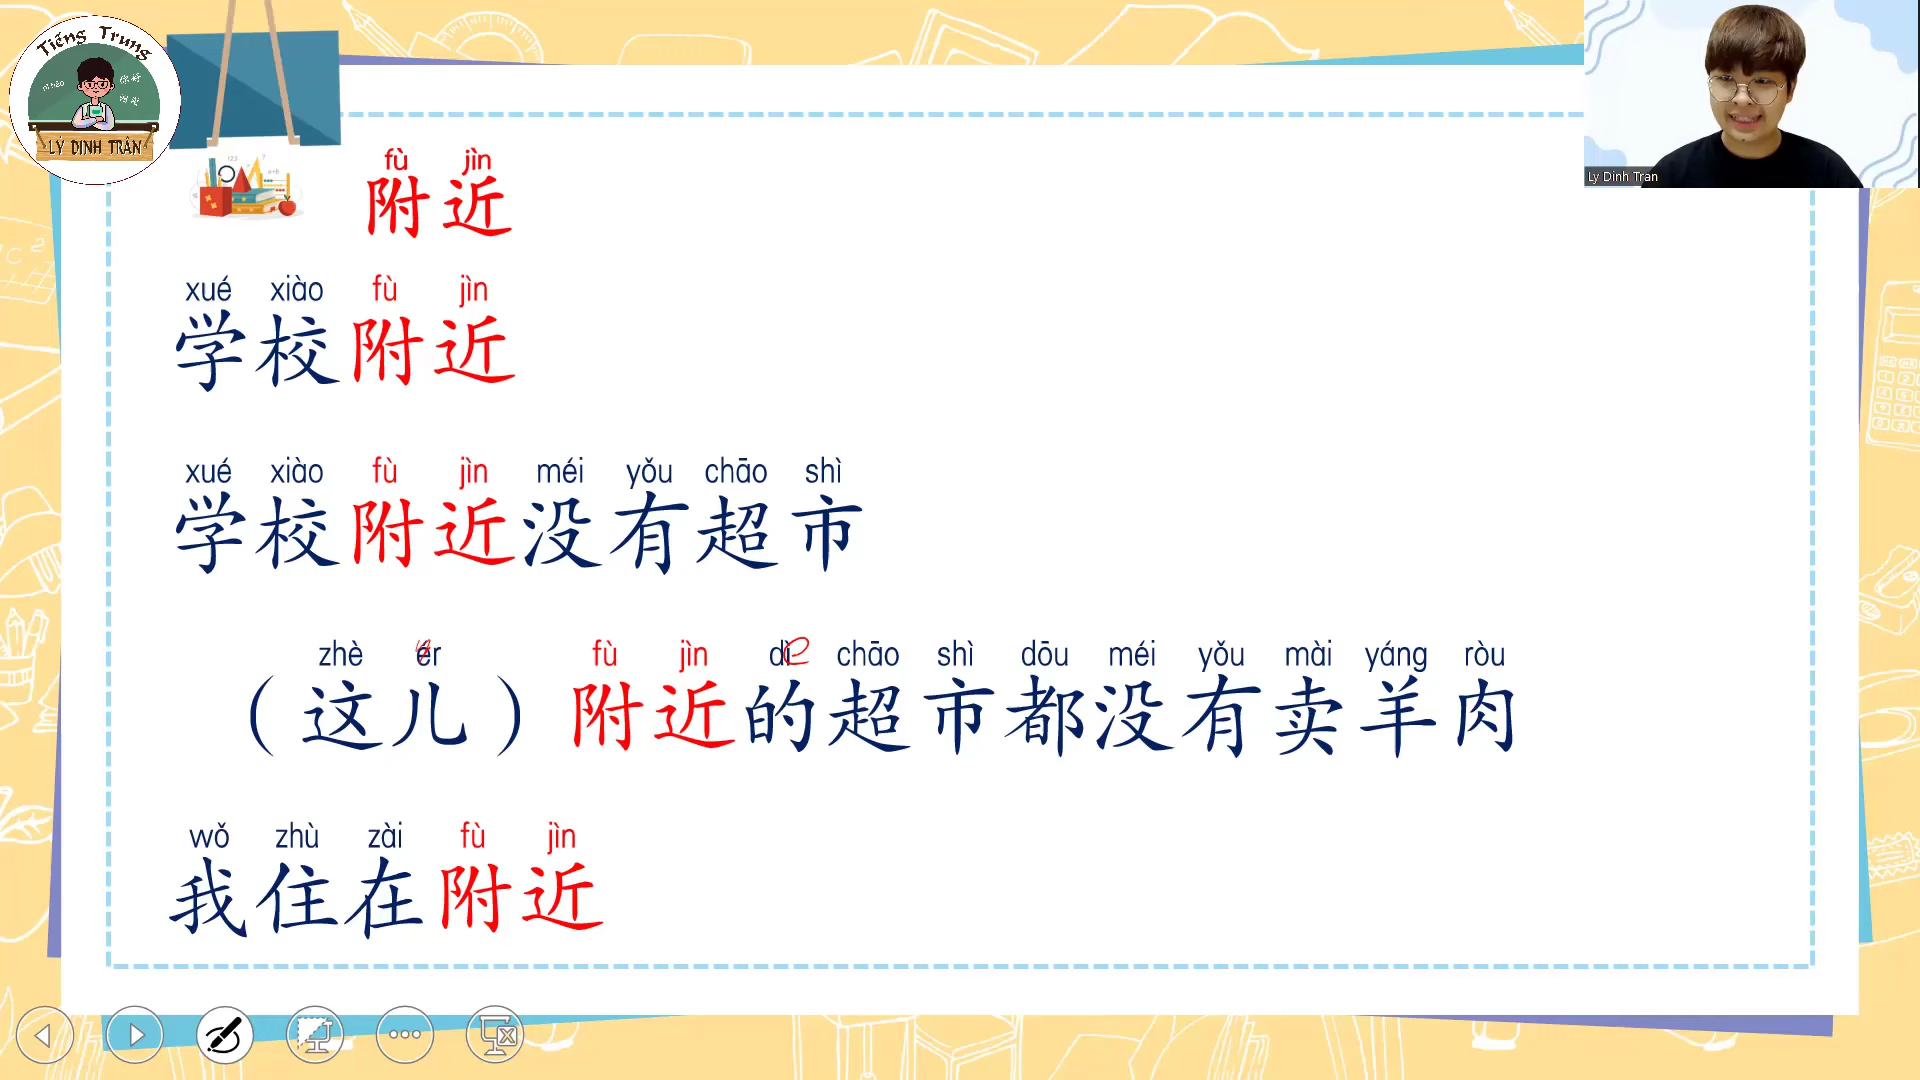 Tiếng Trung
LÝ DINH TRÂN
Ly Dinh Tran
fù jìn
附近
xué xiào fù jìn
学校附近
xué xiào fù jìn méi yǒu chāo shì
学校附近没有超市
zhè ér fù jìn dì chāo shì dōu méi yǒu mài yáng ròu
（这儿）附近的超市都没有卖羊肉
wǒ zhù zài fù jìn
我住在附近